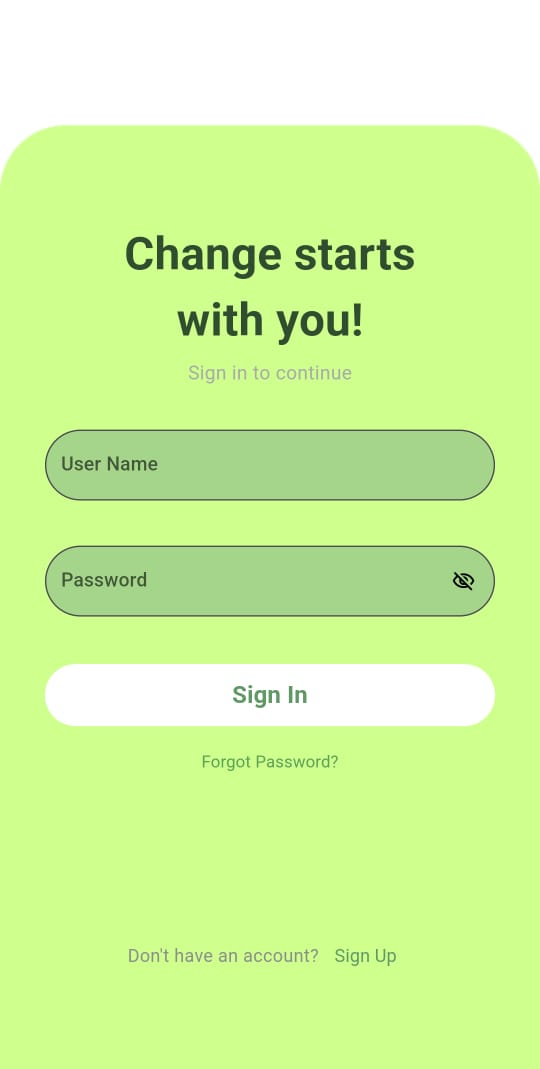 Change starts
with you!
Sign in to continue
User Name
Password
Sign In
Forgot Password?
Don't have an account? Sign Up